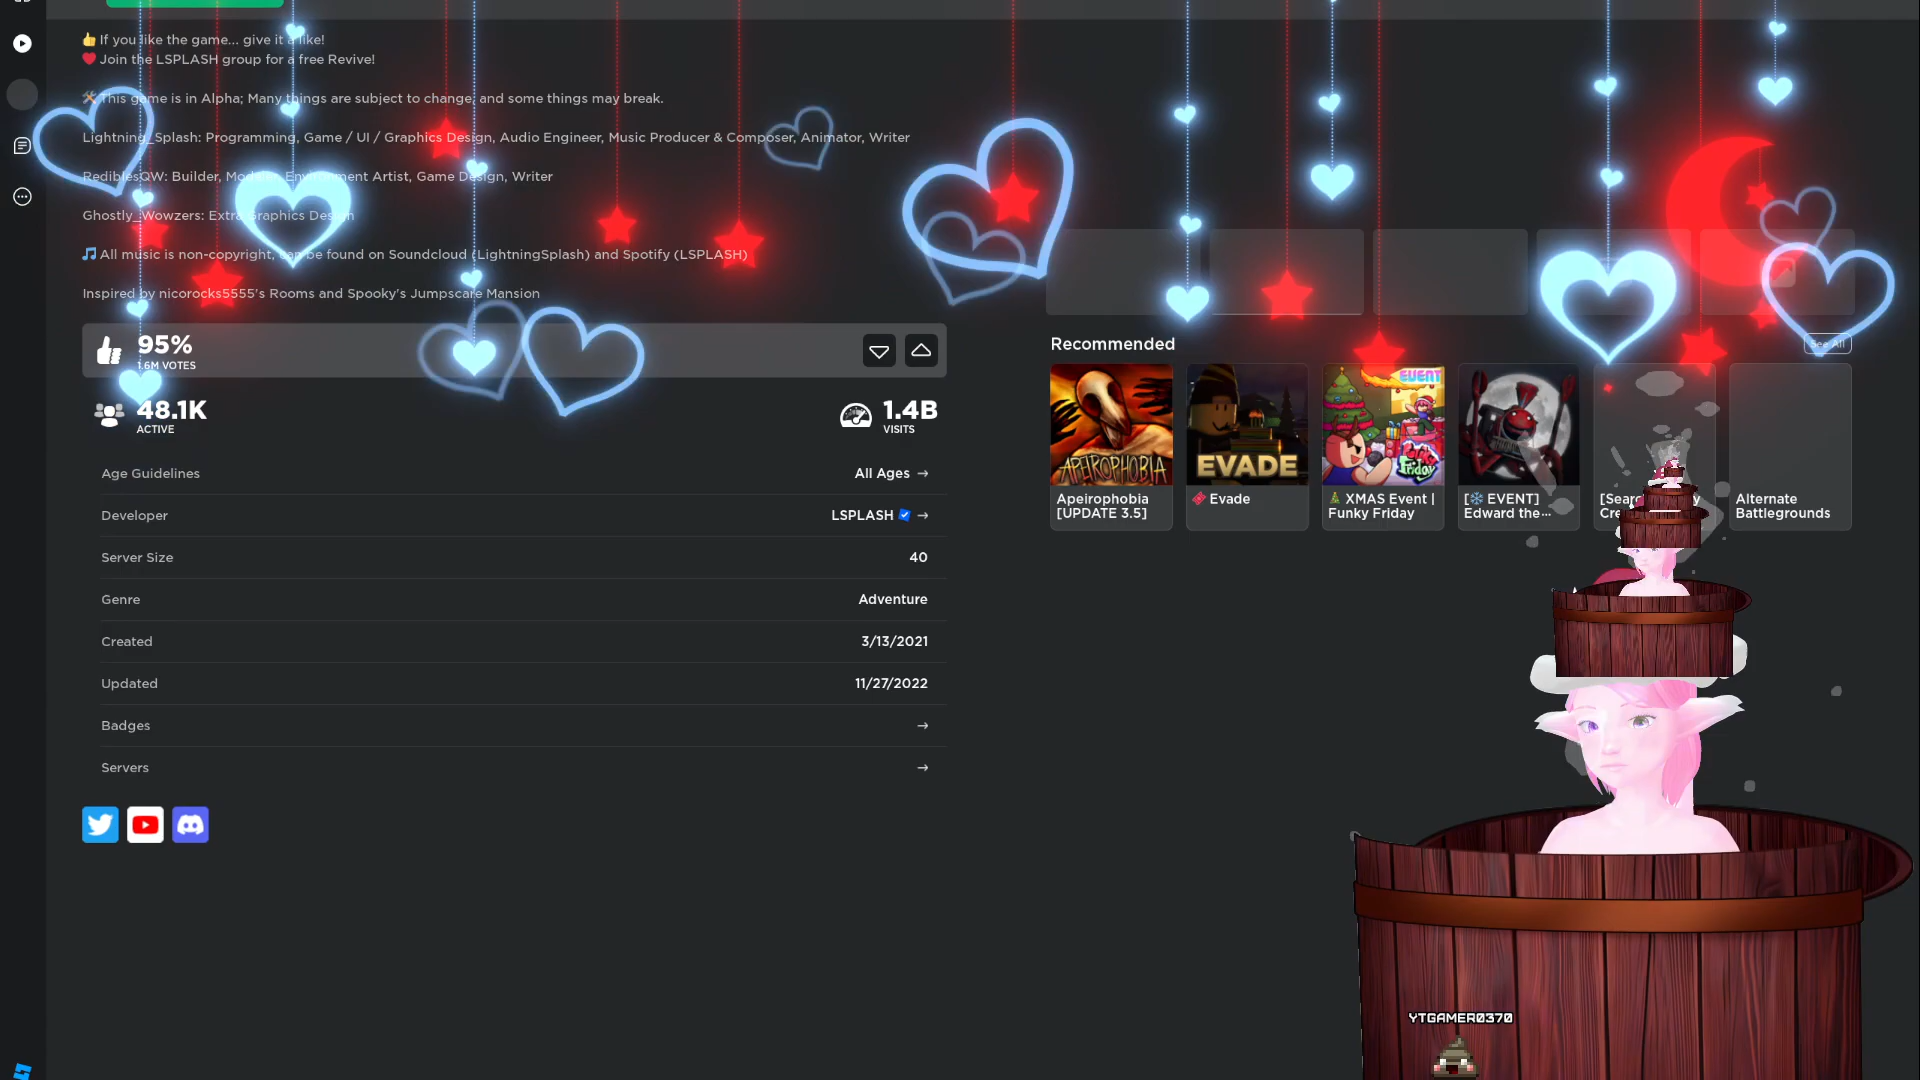 👍 If you like the game... give it a like!
❤️ Join the LSPLASH group for a free Revive!
🛠️ This game is in Alpha; Many things are subject to change, and some things may break.
Lightning_Splash: Programming, Game / UI / Graphics Design, Audio Engineer, Music Producer & Composer, Animator, Writer
RediblesQW: Builder, Modeler, Environment Artist, Game Design, Writer
Ghostly_Wowzers: Extra Graphics Design
🎵 All music is non-copyright, can be found on Soundcloud (LightningSplash) and Spotify (LSPLASH)
Inspired by nicorocks5555's Rooms and Spooky's Jumpscare Mansion
95%
1.6M VOTES
48.1K
ACTIVE
1.4B
VISITS
Age Guidelines
All Ages →
Developer
LSPLASH →
Server Size
40
Genre
Adventure
Created
3/13/2021
Updated
11/27/2022
Badges →
Servers →
Recommended
See All
APEIROPHOBIA
Apeirophobia
[UPDATE 3.5]
EVADE
Evade
EVENT
Funky Friday
🎄 XMAS Event |
Funky Friday
[❄️ EVENT]
Edward the...
[Sear
Cre
Alternate
Battlegrounds
YTGAMER0370